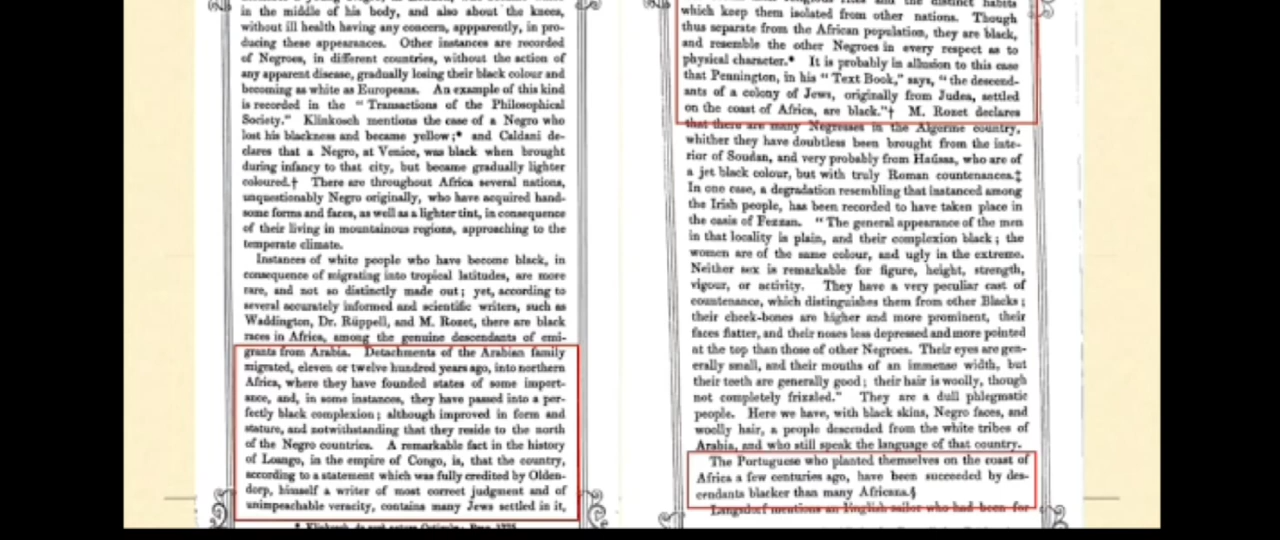 in the middle of his body, and also about the knees,
without ill health having any concern, appparently, in pro-
ducing these appearances. Other instances are recorded
of Negroes, in different countries, without the action of
any apparent disease, gradually losing their black colour and
becoming as white as Europeans. An example of this kind
is recorded in the "Transactions of the Philosophical
Society." Klinkosch mentions the case of a Negro who
lost his blackness and became yellow;* and Caldani de-
clares that a Negro, at Venice, was black when brought
during infancy to that city, but became gradually lighter
coloured.† There are throughout Africa several nations,
unquestionably Negro originally, who have acquired hand-
some forms and faces, as well as a lighter tint, in consequence
of their living in mountainous regions, approaching to the
temperate climate.
Instances of white people who have become black, in
consequence of migrating into tropical latitudes, are more
rare, and not so distinctly made out; yet, according to
several accurately informed and scientific writers, such as
Waddington, Dr. Rüppell, and M. Rozet, there are black
races in Africa, among the genuine descendants of emi-
grants from Arabia. Detachments of the Arabian family
migrated, eleven or twelve hundred years ago, into northern
Africa, where they have founded states of some import-
ance, and, in some instances, they have passed into a per-
fectly black complexion; although improved in form and
stature, and notwithstanding that they reside to the north
of the Negro countries. A remarkable fact in the history
of Loango, in the empire of Congo, is, that the country,
according to a statement which was fully credited by Olden-
dorp, himself a writer of most correct judgment and of
unimpeachable veracity, contains many Jews settled in it,
and the distinct habits
which keep them isolated from other nations. Though
thus separate from the African population, they are black,
and resemble the other Negroes in every respect as to
physical character.* It is probably in allusion to this case
that Pennington, in his "Text Book," says, "the descend-
ants of a colony of Jews, originally from Judea, settled
on the coast of Africa, are black."† M. Rozet declares
that there are many Negresses in the Algerine country,
whither they have doubtless been brought from the inte-
rior of Soudan, and very probably from Haúsa, who are of
a jet black colour, but with truly Roman countenances.‡
In one case, a degradation resembling that instanced among
the Irish people, has been recorded to have taken place in
the oasis of Fezzan. "The general appearance of the men
in that locality is plain, and their complexion black; the
women are of the same colour, and ugly in the extreme.
Neither sex is remarkable for figure, height, strength,
vigour, or activity. They have a very peculiar cast of
countenance, which distinguishes them from other Blacks;
their cheek-bones are higher and more prominent, their
faces flatter, and their noses less depressed and more pointed
at the top than those of other Negroes. Their eyes are gen-
erally small, and their mouths of an immense width, but
their teeth are generally good; their hair is woolly, though
not completely frizzled." They are a dull phlegmatic
people. Here we have, with black skins, Negro faces, and
woolly hair, a people descended from the white tribes of
Arabia, and who still speak the language of that country.
The Portuguese who planted themselves on the coast of
Africa a few centuries ago, have been succeeded by des-
cendants blacker than many Africans.§
Langsdorf mentions an English sailor who had been for